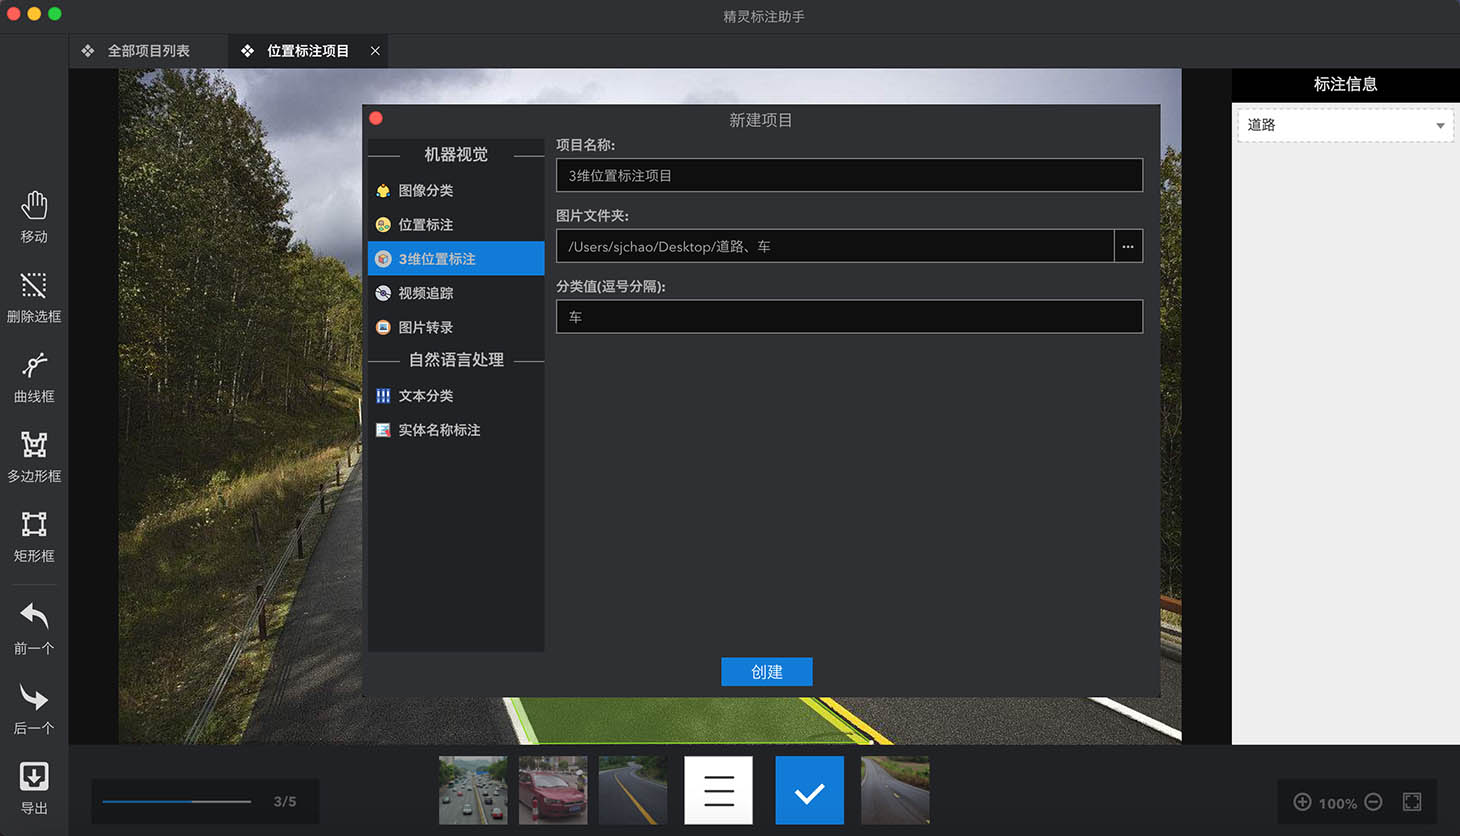 精灵标注助手
全部项目列表
位置标注项目
标注信息
道路
移动
删除选框
曲线框
多边形框
矩形框
前一个
后一个
导出
新建项目
机器视觉
图像分类
位置标注
3维位置标注
视频追踪
图片转录
自然语言处理
文本分类
实体名称标注
项目名称:
3维位置标注项目
图片文件夹:
/Users/sjchao/Desktop/道路、车
...
分类值(逗号分隔):
车
创建
3/5
100%